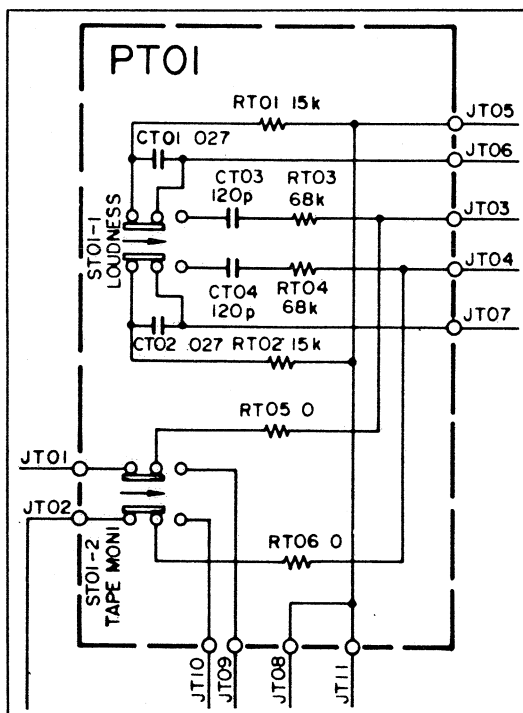 PT01
RT01 15k
JT05
CT01 .027
JT06
CT03
120p
RT03
68k
JT03
ST01-1
LOUDNESS
JT04
CT04
120p
RT04
68k
JT07
CT02 .027
RT02 15k
RT05 0
JT01
JT02
ST01-2
TAPE MONI
RT06 0
JT10
JT09
JT08
JT11